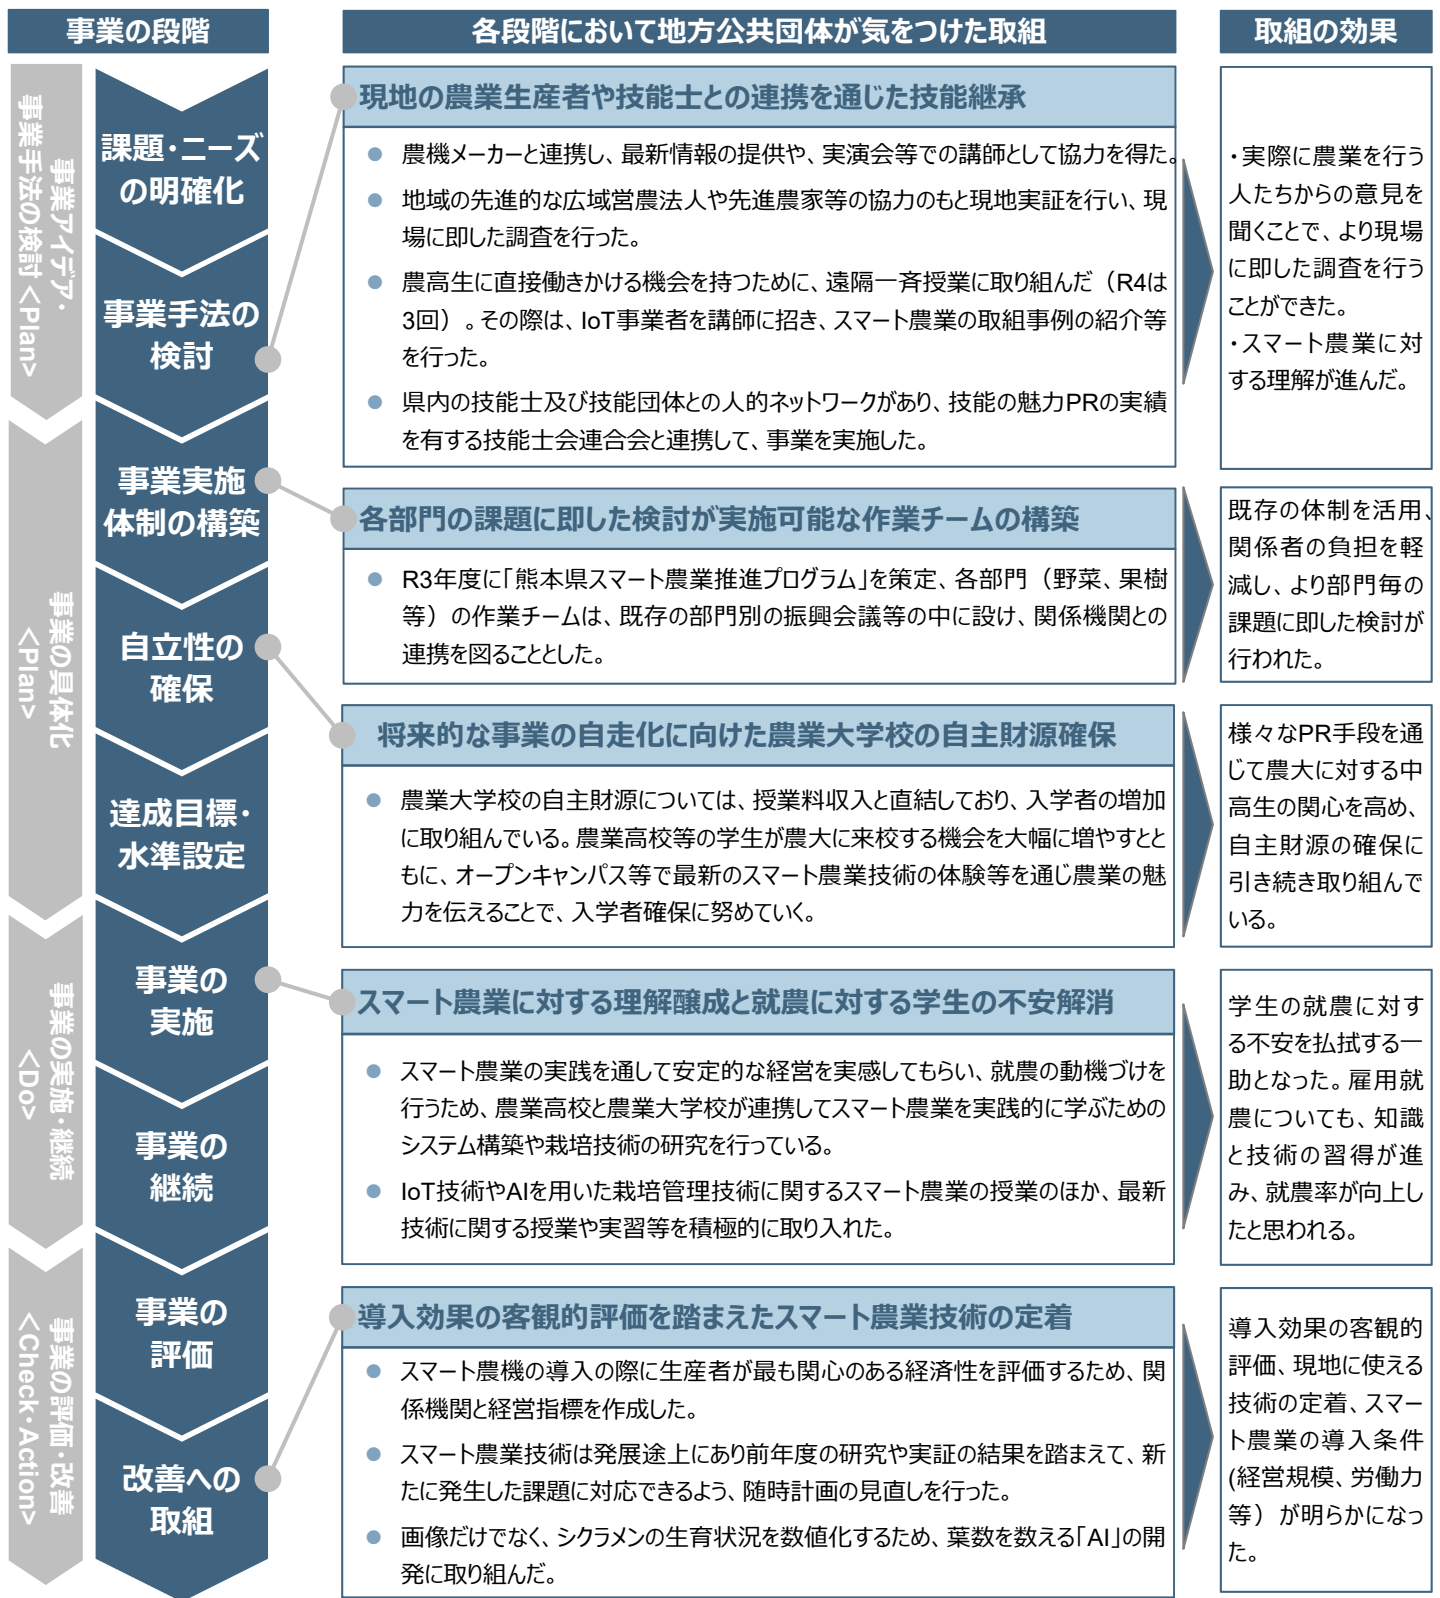 事業の段階
各段階において地方公共団体が気をつけた取組
取組の効果
事業アイデア・
事業手法の検討 <Plan>
事業の具体化
<Plan>
事業の実施・継続
<Do>
事業の評価・改善
<Check・Action>
課題・ニーズ
の明確化
事業手法の
検討
事業実施
体制の構築
自立性の
確保
達成目標・
水準設定
事業の
実施
事業の
継続
事業の
評価
改善への
取組
現地の農業生産者や技能士との連携を通じた技能継承
● 農機メーカーと連携し、最新情報の提供や、実演会等での講師として協力を得た。
● 地域の先進的な広域営農法人や先進農家等の協力のもと現地実証を行い、現
場に即した調査を行った。
● 農高生に直接働きかける機会を持つために、遠隔一斉授業に取り組んだ（R4は
3回）。その際は、IoT事業者を講師に招き、スマート農業の取組事例の紹介等
を行った。
● 県内の技能士及び技能団体との人的ネットワークがあり、技能の魅力PRの実績
を有する技能士会連合会と連携して、事業を実施した。
・実際に農業を行う
人たちからの意見を
聞くことで、より現場
に即した調査を行う
ことができた。
・スマート農業に対
する理解が進んだ。
各部門の課題に即した検討が実施可能な作業チームの構築
● R3年度に「熊本県スマート農業推進プログラム」を策定、各部門（野菜、果樹
等）の作業チームは、既存の部門別の振興会議等の中に設け、関係機関との
連携を図ることとした。
既存の体制を活用、
関係者の負担を軽
減し、より部門毎の
課題に即した検討が
行われた。
将来的な事業の自走化に向けた農業大学校の自主財源確保
● 農業大学校の自主財源については、授業料収入と直結しており、入学者の増加
に取り組んでいる。農業高校等の学生が農大に来校する機会を大幅に増やすとと
もに、オープンキャンパス等で最新のスマート農業技術の体験等を通じ農業の魅
力を伝えることで、入学者確保に努めていく。
様々なPR手段を通
じて農大に対する中
高生の関心を高め、
自主財源の確保に
引き続き取り組んで
いる。
スマート農業に対する理解醸成と就農に対する学生の不安解消
● スマート農業の実践を通して安定的な経営を実感してもらい、就農の動機づけを
行うため、農業高校と農業大学校が連携してスマート農業を実践的に学ぶための
システム構築や栽培技術の研究を行っている。
● IoT技術やAIを用いた栽培管理技術に関するスマート農業の授業のほか、最新
技術に関する授業や実習等を積極的に取り入れた。
学生の就農に対す
る不安を払拭する一
助となった。雇用就
農についても、知識
と技術の習得が進
み、就農率が向上し
たと思われる。
導入効果の客観的評価を踏まえたスマート農業技術の定着
● スマート農機の導入の際に生産者が最も関心のある経済性を評価するため、関
係機関と経営指標を作成した。
● スマート農業技術は発展途上にあり前年度の研究や実証の結果を踏まえて、新
たに発生した課題に対応できるよう、随時計画の見直しを行った。
● 画像だけでなく、シクラメンの生育状況を数値化するため、葉数を数える「AI」の開
発に取り組んだ。
導入効果の客観的
評価、現地に使える
技術の定着、スマー
ト農業の導入条件
(経営規模、労働力
等）が明らかになっ
た。